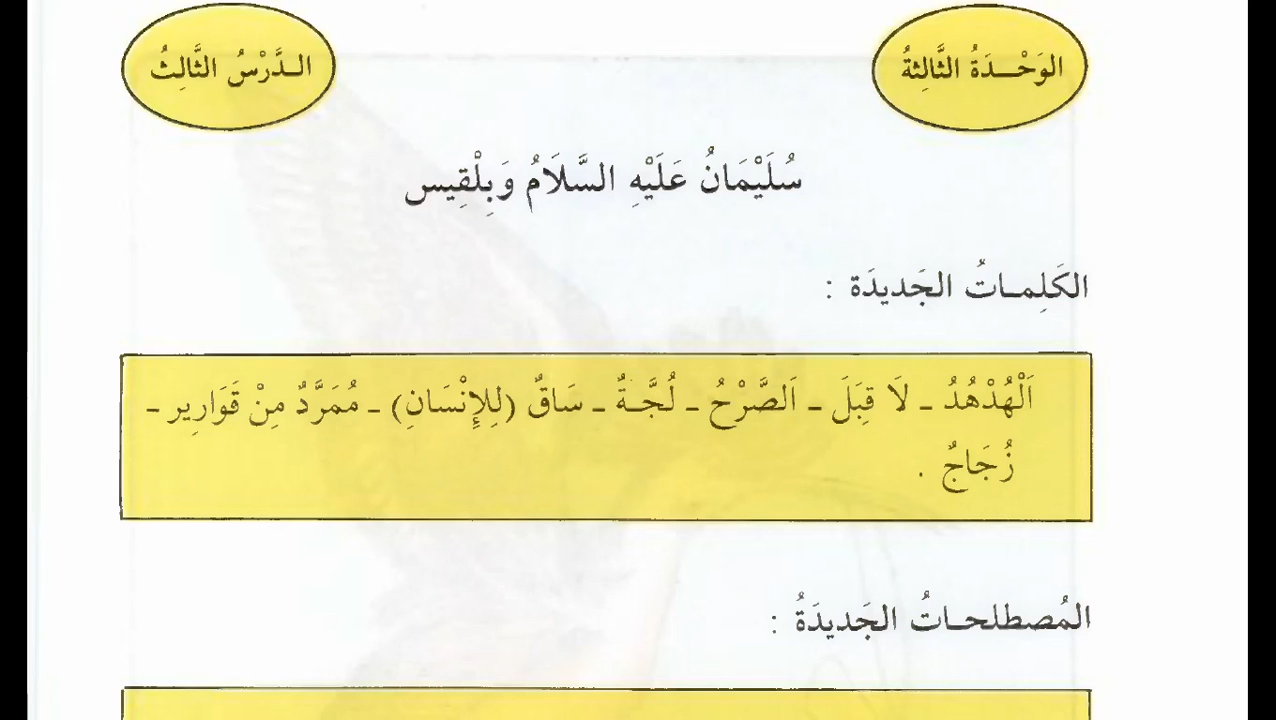 الوَحْـدَةُ الثَّالِثةُ
الـدَّرْسُ الثَّالِثُ
سُلَيْمَانُ عَلَيْهِ السَّلَامُ وَبِلْقِيس
الكَلِمـاتُ الجَديدَة :
اَلْهُدْهُدُ ـ لَا قِبَلَ ـ اَلصَّرْحُ ـ لُجَّـةٌ ـ سَاقٌ (لِلإِنْسَانِ) ـ مُمَرَّدٌ مِنْ قَوَارِير ـ
زُجَاجٌ .
المُصطلحـاتُ الجَديدَةُ :